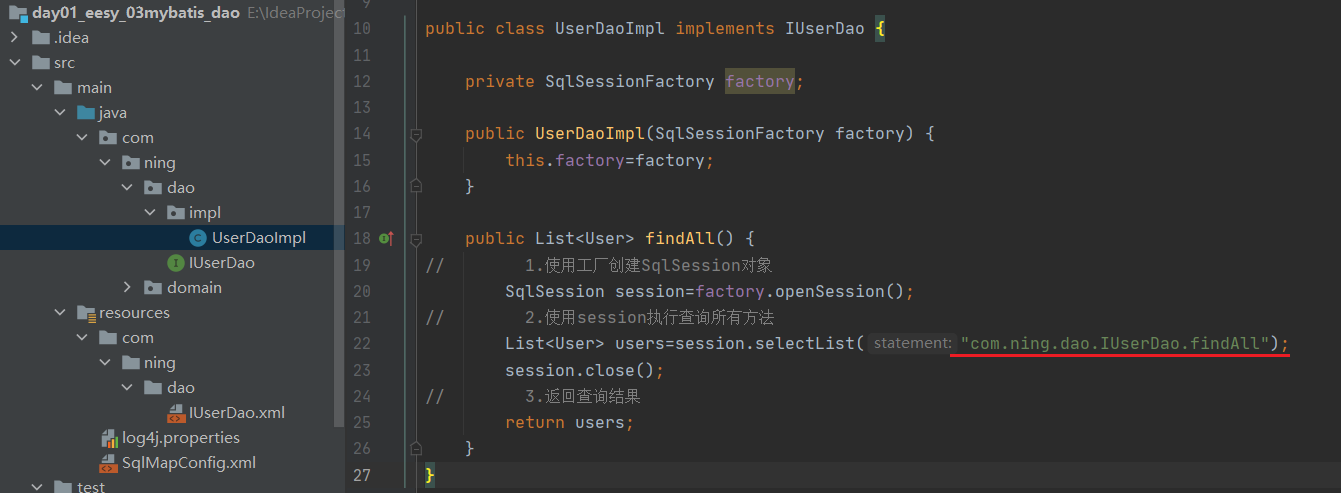 day01_eesy_03mybatis_dao E:\IdeaProject
.idea
src
main
java
com
ning
dao
impl
UserDaoImpl
IUserDao
domain
resources
com
ning
dao
IUserDao.xml
log4j.properties
SqlMapConfig.xml
test
9
10 public class UserDaoImpl implements IUserDao {
11
12 private SqlSessionFactory factory;
13
14 public UserDaoImpl(SqlSessionFactory factory) {
15 this.factory=factory;
16 }
17
18 public List<User> findAll() {
19 // 1.使用工厂创建SqlSession对象
20 SqlSession session=factory.openSession();
21 // 2.使用session执行查询所有方法
22 List<User> users=session.selectList( statement: "com.ning.dao.IUserDao.findAll");
23 session.close();
24 // 3.返回查询结果
25 return users;
26 }
27 }